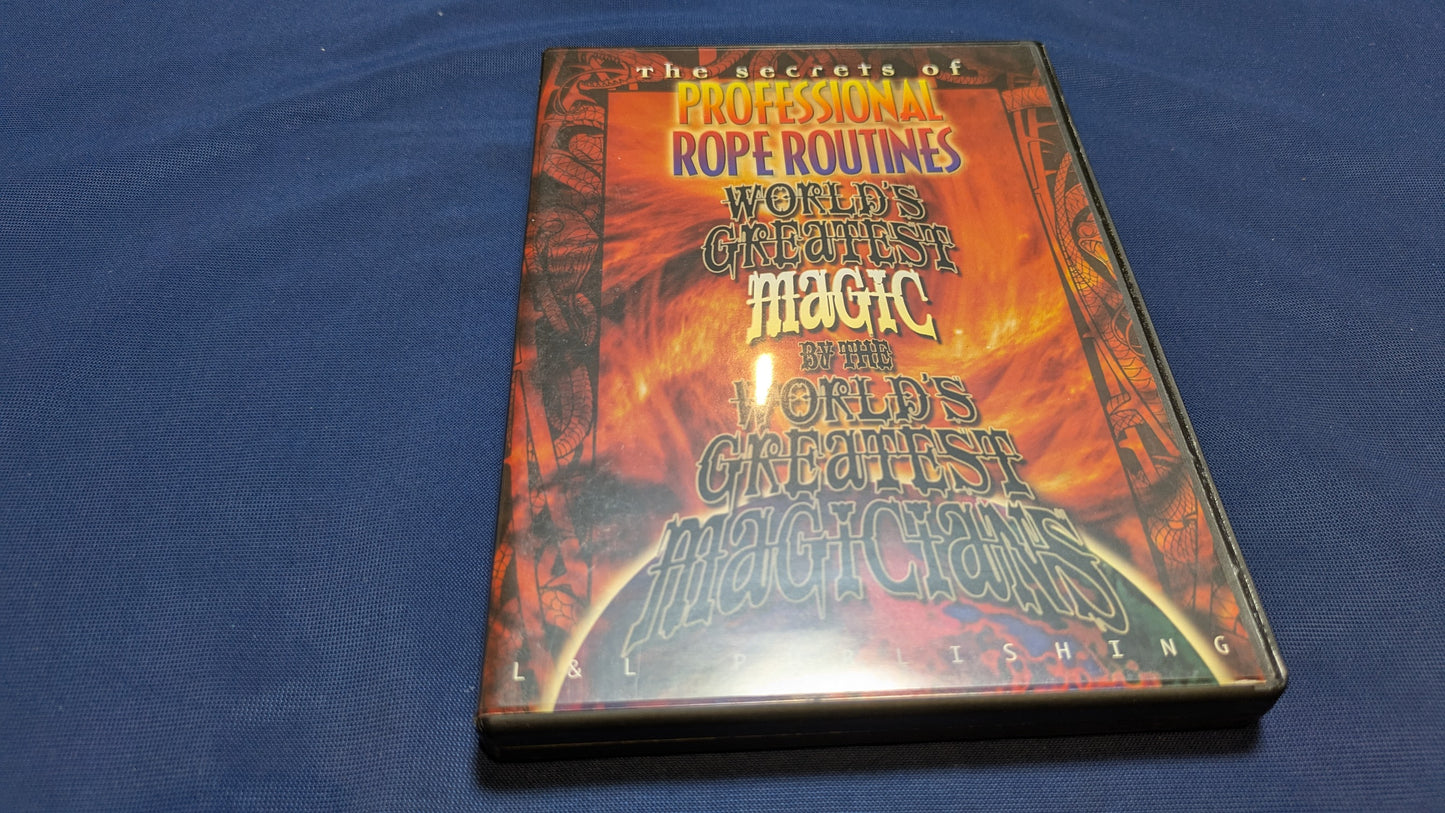 The secrets of
PROFESSIONAL
ROPE ROUTINES
WORLD'S
GREATEST
MAGIC
BY THE
WORLD'S
GREATEST
MAGICIANS
L & L PUBLISHING